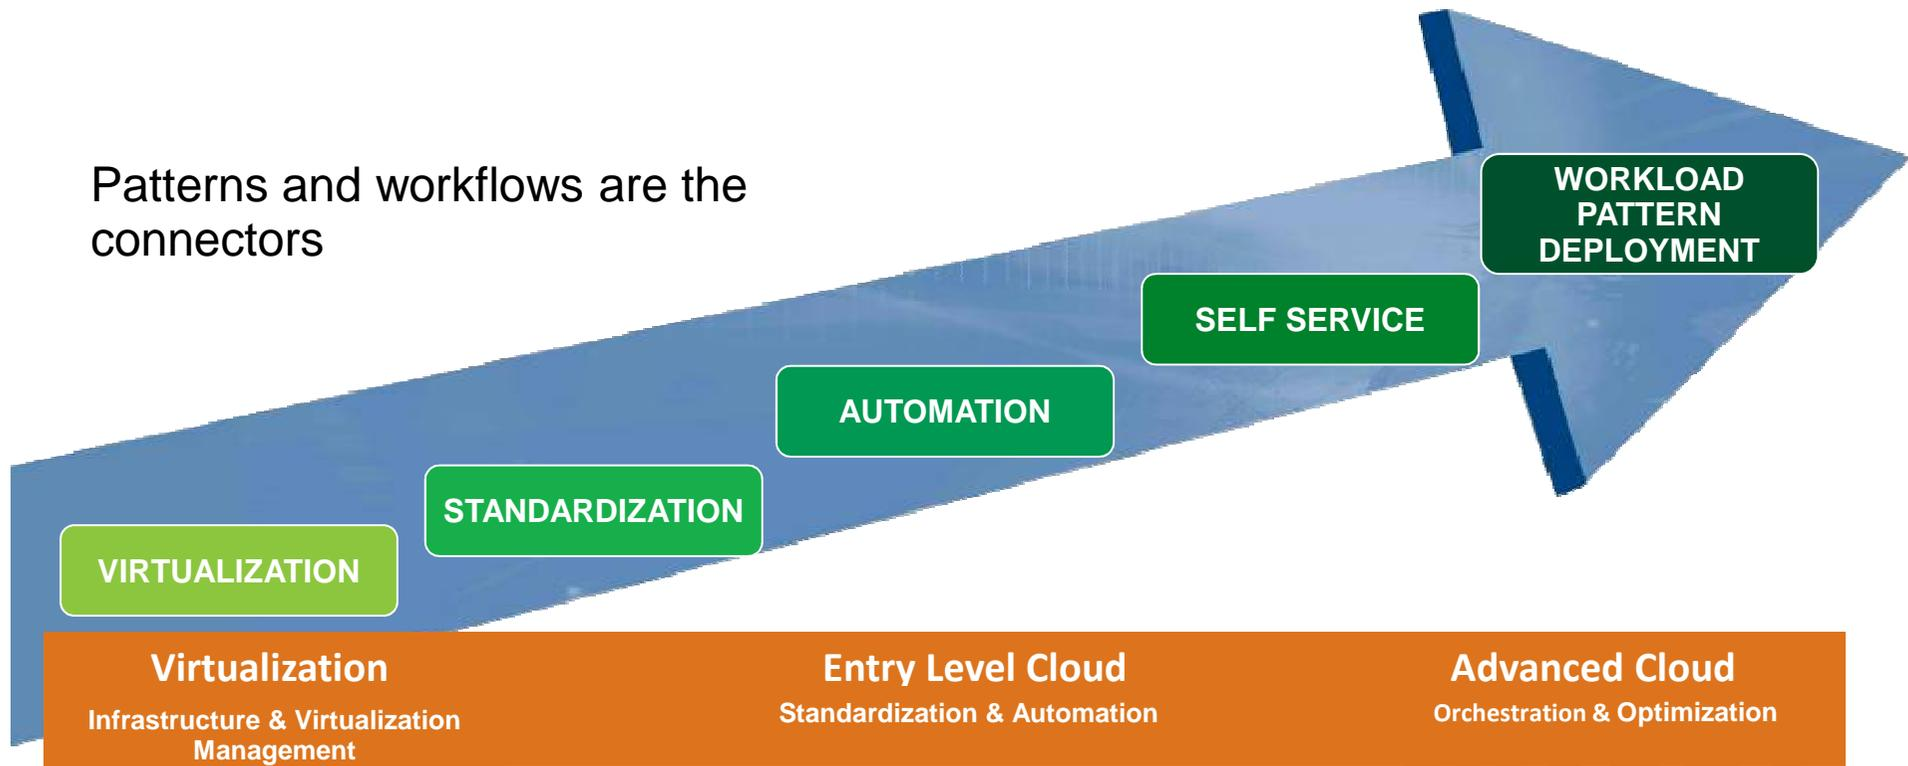 Patterns and workflows are the
connectors
WORKLOAD
PATTERN
DEPLOYMENT
SELF SERVICE
AUTOMATION
STANDARDIZATION
VIRTUALIZATION
Virtualization
Infrastructure & Virtualization
Management
Entry Level Cloud
Standardization & Automation
Advanced Cloud
Orchestration & Optimization